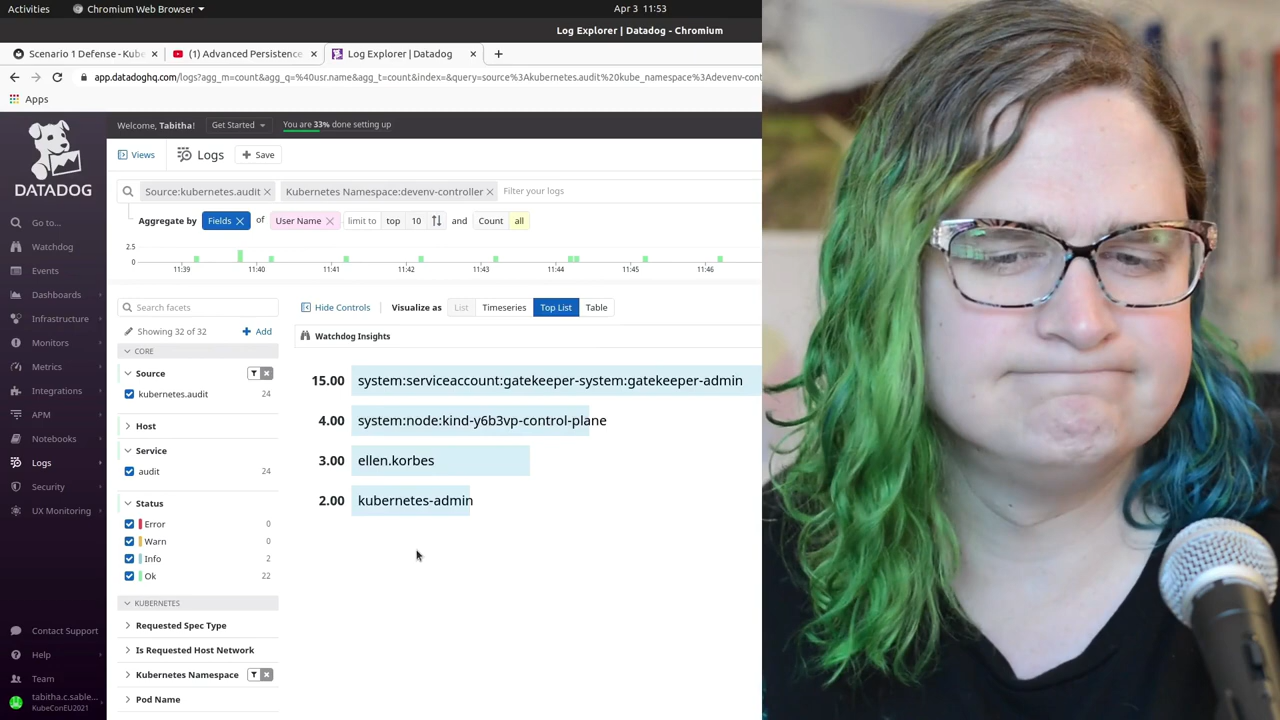 Activities Chromium Web Browser Apr 3 11:53
Log Explorer | Datadog - Chromium
Scenario 1 Defense - Kube (1) Advanced Persistence Log Explorer | Datadog
app.datadoghq.com/logs?agg_m=count&agg_q=%40usr.name&agg_t=count&index=&query=source%3Akubernetes.audit%20kube_namespace%3Adevenv-cont
Apps
Welcome, Tabitha! Get Started You are 33% done setting up
Views Logs + Save
Source:kubernetes.audit Kubernetes Namespace:devenv-controller Filter your logs
Aggregate by Fields of User Name limit to top 10 and Count all
2.5
0
11:39 11:40 11:41 11:42 11:43 11:44 11:45 11:46
DATADOG
Go to...
Watchdog
Events
Dashboards
Infrastructure
Monitors
Metrics
Integrations
APM
Notebooks
Logs
Security
UX Monitoring
Contact Support
Help
Team
tabitha.c.sable...
KubeConEU2021
Search facets
Showing 32 of 32 + Add
CORE
Source
kubernetes.audit 24
Host
Service
audit 24
Status
Error 0
Warn 0
Info 2
Ok 22
KUBERNETES
Requested Spec Type
Is Requested Host Network
Kubernetes Namespace
Pod Name
Hide Controls Visualize as List Timeseries Top List Table
Watchdog Insights
15.00 system:serviceaccount:gatekeeper-system:gatekeeper-admin
4.00 system:node:kind-y6b3vp-control-plane
3.00 ellen.korbes
2.00 kubernetes-admin